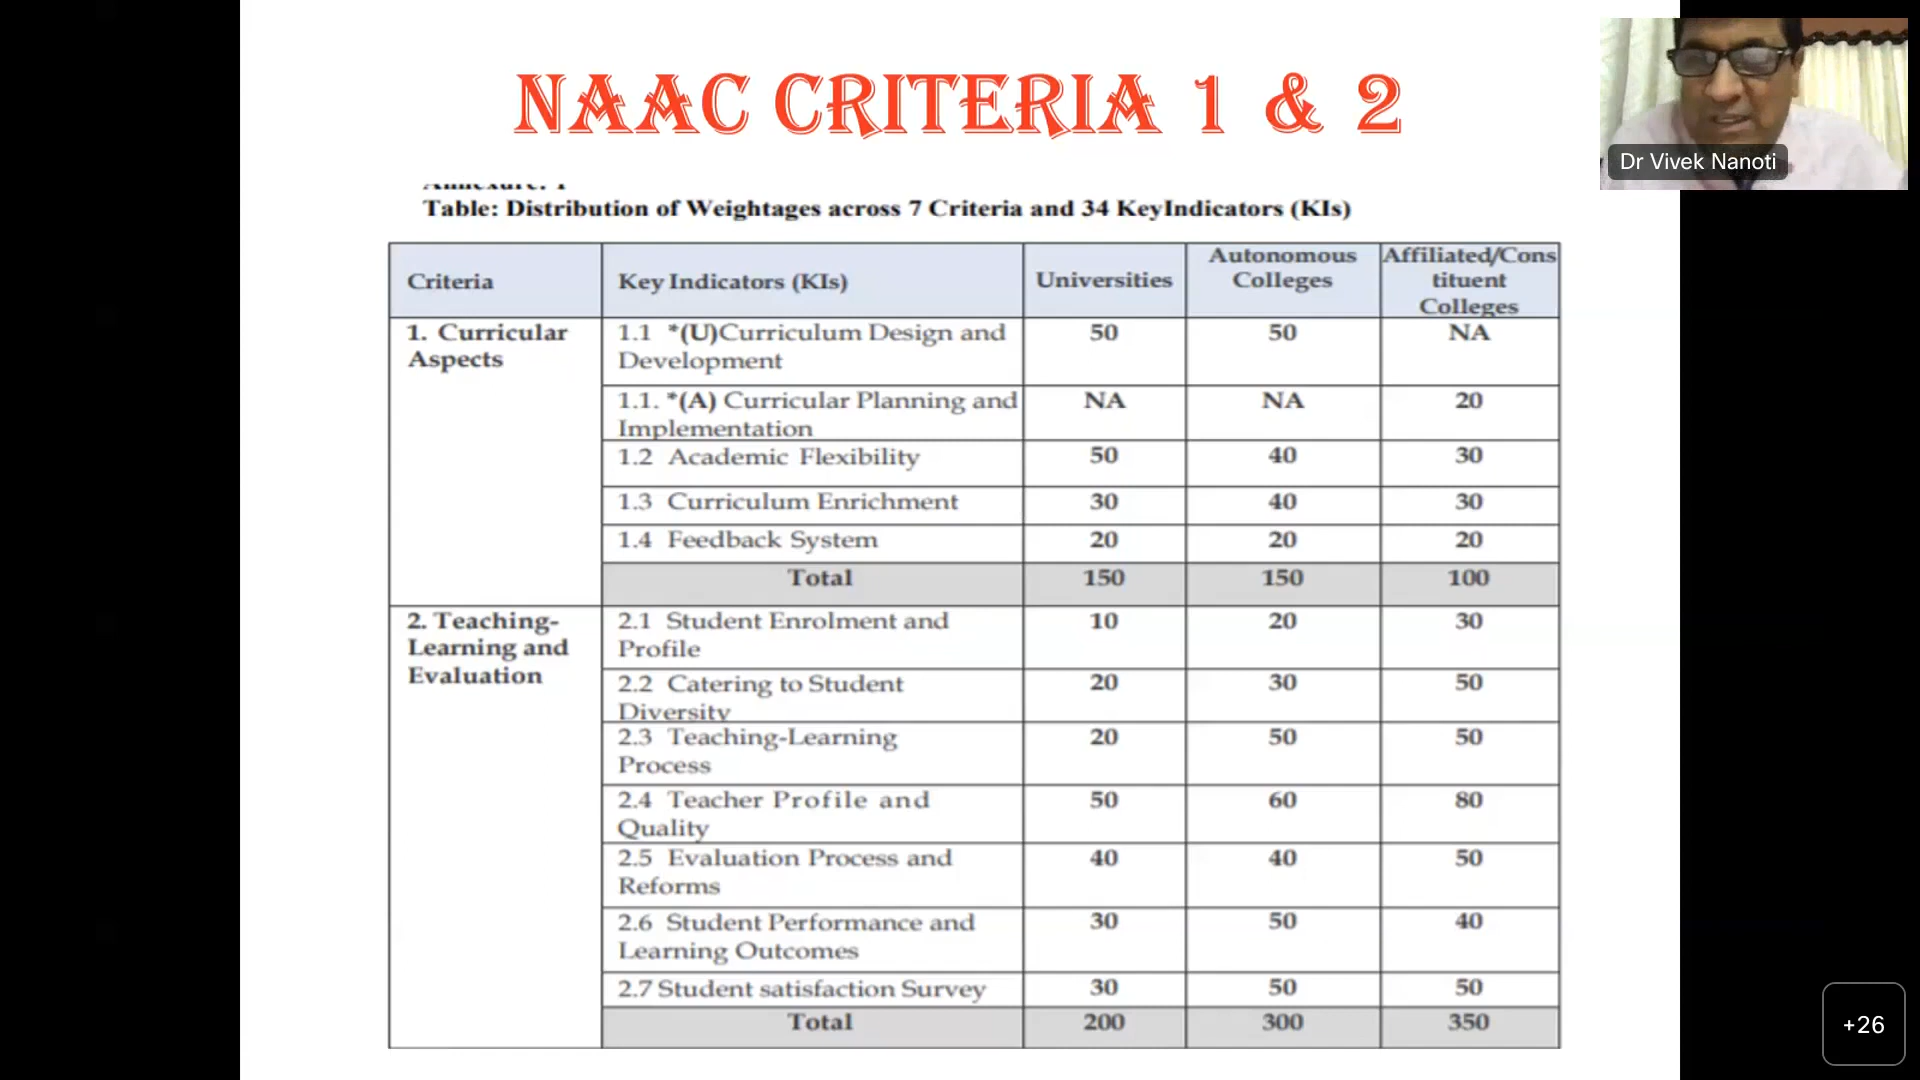 NAAC CRITERIA 1 & 2
Dr Vivek Nanoti
Table: Distribution of Weightages across 7 Criteria and 34 KeyIndicators (KIs)
Criteria Key Indicators (KIs) Universities Autonomous Colleges Affiliated/Cons
tituent
Colleges
1. Curricular 1.1 *(U)Curriculum Design and 50 50 NA
Aspects Development
1.1. *(A) Curricular Planning and NA NA 20
Implementation
1.2 Academic Flexibility 50 40 30
1.3 Curriculum Enrichment 30 40 30
1.4 Feedback System 20 20 20
Total 150 150 100
2. Teaching- 2.1 Student Enrolment and 10 20 30
Learning and Profile
Evaluation
2.2 Catering to Student 20 30 50
Diversity
2.3 Teaching-Learning 20 50 50
Process
2.4 Teacher Profile and 50 60 80
Quality
2.5 Evaluation Process and 40 40 50
Reforms
2.6 Student Performance and 30 50 40
Learning Outcomes
2.7 Student satisfaction Survey 30 50 50
Total 200 300 350
+26